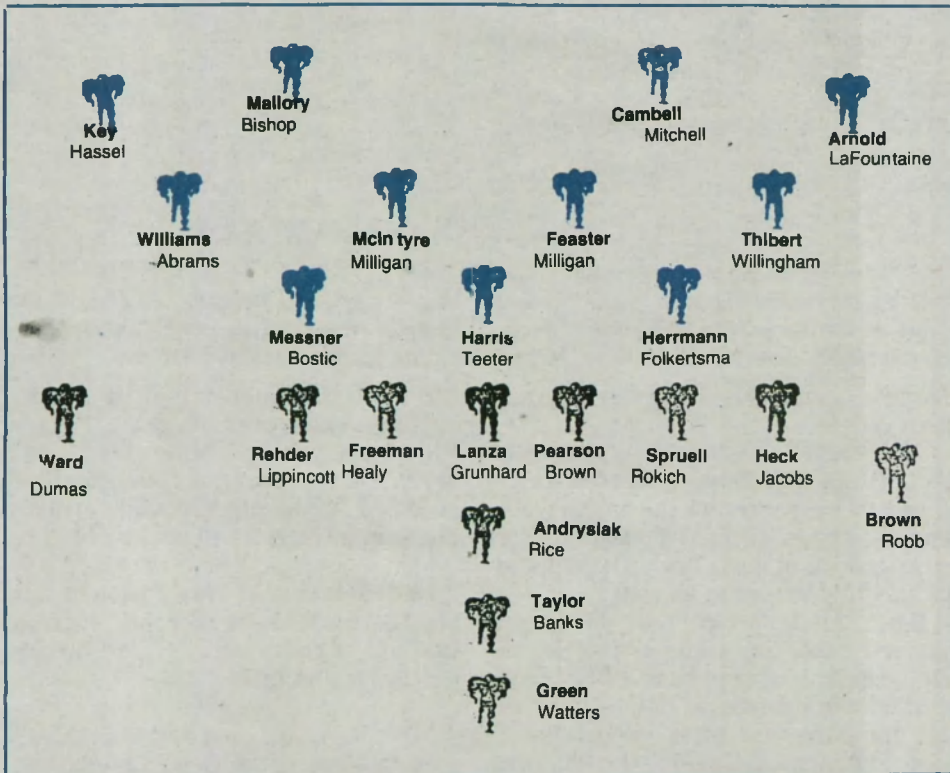 Key
Hassel
Mallory
Bishop
Cambell
Mitchell
Arnold
LaFountaine
Williams
Abrams
McIn tyre
Milligan
Feaster
Milligan
Thibert
Willingham
Messner
Bostic
Harris
Teeter
Herrmann
Folkertsma
Ward
Dumas
Rehder
Lippincott
Freeman
Healy
Lanza
Grunhard
Pearson
Brown
Spruell
Rokich
Heck
Jacobs
Brown
Robb
Andrysiak
Rice
Taylor
Banks
Green
Watters